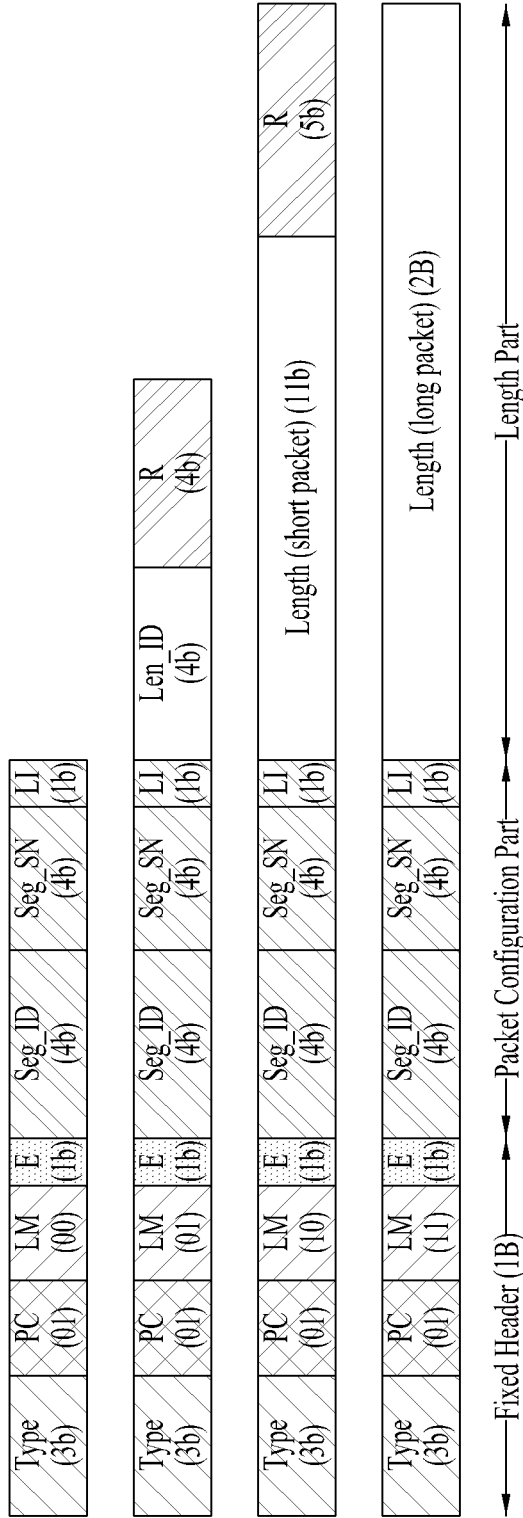 Type
(3b)
PC
(01)
LM
(00)
E
(1b)
Seg_ID
(4b)
Seg_SN
(4b)
LI
(1b)
Type
(3b)
PC
(01)
LM
(01)
E
(1b)
Seg_ID
(4b)
Seg_SN
(4b)
LI
(1b)
Len_ID
(4b)
R
(4b)
Type
(3b)
PC
(01)
LM
(10)
E
(1b)
Seg_ID
(4b)
Seg_SN
(4b)
LI
(1b)
Length (short packet) (11b)
R
(5b)
Type
(3b)
PC
(01)
LM
(11)
E
(1b)
Seg_ID
(4b)
Seg_SN
(4b)
LI
(1b)
Length (long packet) (2B)
Fixed Header (1B)
Packet Configuration Part
Length Part